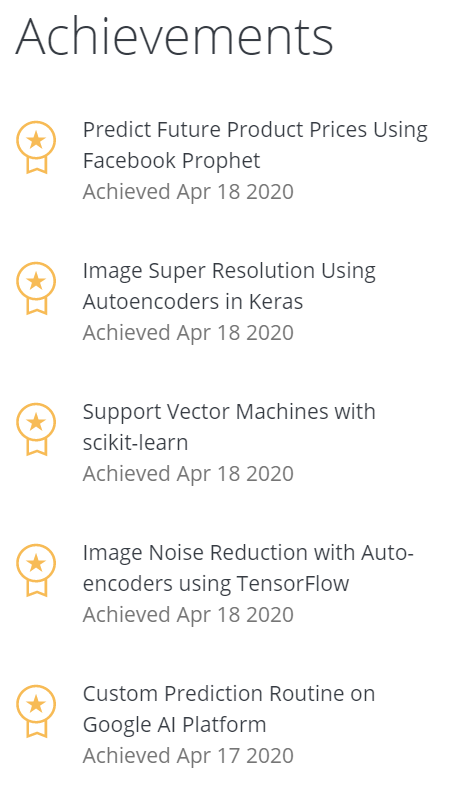 Achievements
Predict Future Product Prices Using
Facebook Prophet
Achieved Apr 18 2020
Image Super Resolution Using
Autoencoders in Keras
Achieved Apr 18 2020
Support Vector Machines with
scikit-learn
Achieved Apr 18 2020
Image Noise Reduction with Auto-
encoders using TensorFlow
Achieved Apr 18 2020
Custom Prediction Routine on
Google AI Platform
Achieved Apr 17 2020